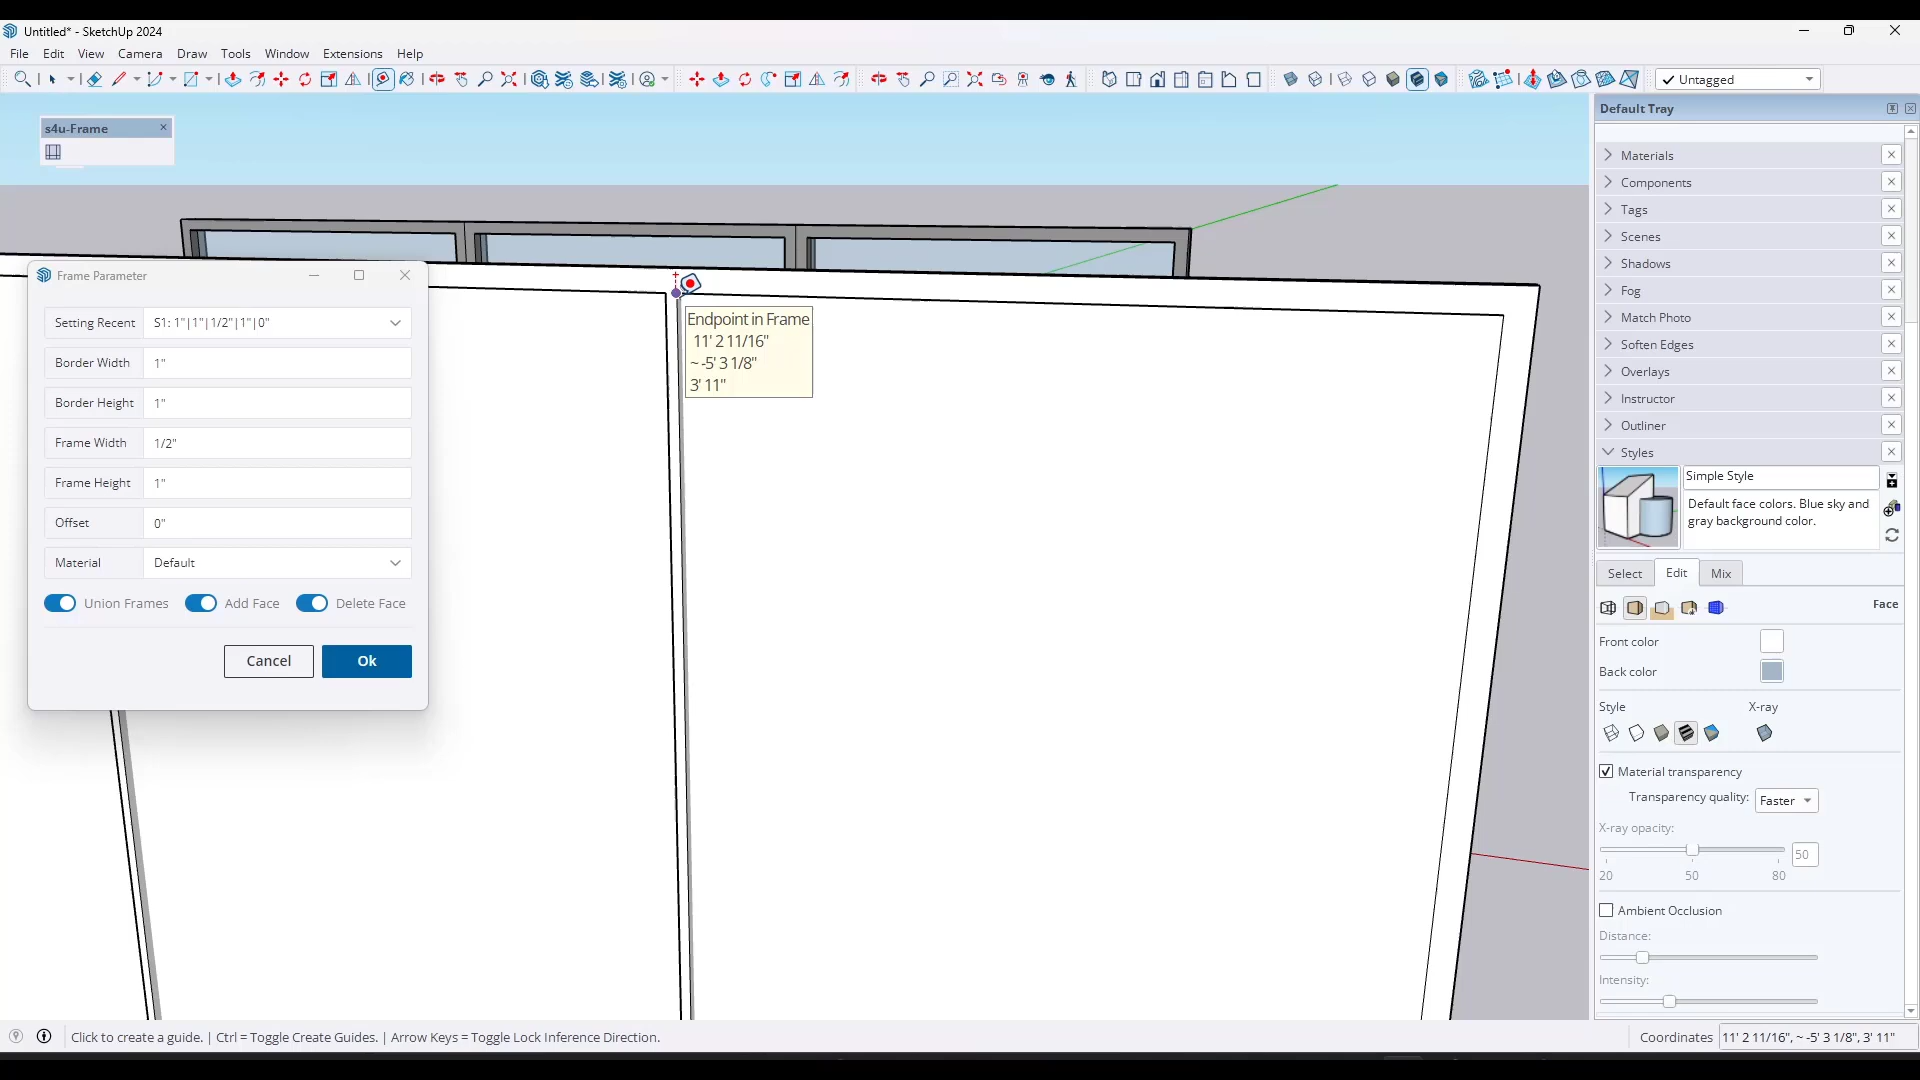 Untitled* - SketchUp 2024
File Edit View Camera Draw Tools Window Extensions Help
Untagged
Default Tray
s4u-Frame
Materials
Components
Tags
Scenes
Shadows
Fog
Match Photo
Soften Edges
Overlays
Instructor
Outliner
Styles
Simple Style
Default face colors. Blue sky and
gray background color.
Select Edit Mix
Face
Front color
Back color
Style X-ray
Material transparency
Transparency quality: Faster
X-ray opacity:
50
20 50 80
Ambient Occlusion
Distance:
Intensity:
Frame Parameter
Setting Recent S1: 1"|1"|1/2"|1"|0"
Border Width 1"
Border Height 1"
Frame Width 1/2"
Frame Height 1"
Offset 0"
Material Default
Union Frames Add Face Delete Face
Cancel Ok
Endpoint in Frame
11' 2 11/16"
~ -5' 3 1/8"
3' 11"
Click to create a guide. | Ctrl = Toggle Create Guides. | Arrow Keys = Toggle Lock Inference Direction.
Coordinates 11' 2 11/16", ~ -5' 3 1/8", 3' 11"